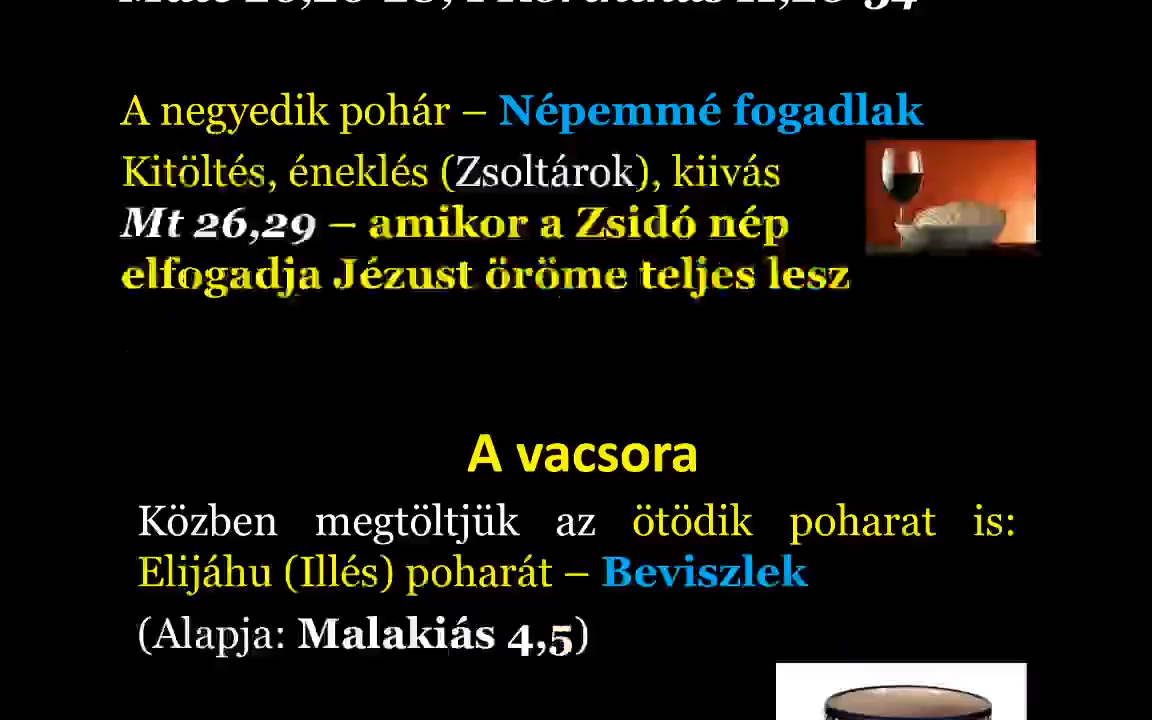 A negyedik pohár – Népemmé fogadlak
Kitöltés, éneklés (Zsoltárok), kiivás
Mt 26,29 – amikor a Zsidó nép
elfogadja Jézust öröme teljes lesz
A vacsora
Közben megtöltjük az ötödik poharat is:
Elijáhu (Illés) poharát – Beviszlek
(Alapja: Malakiás 4,5)